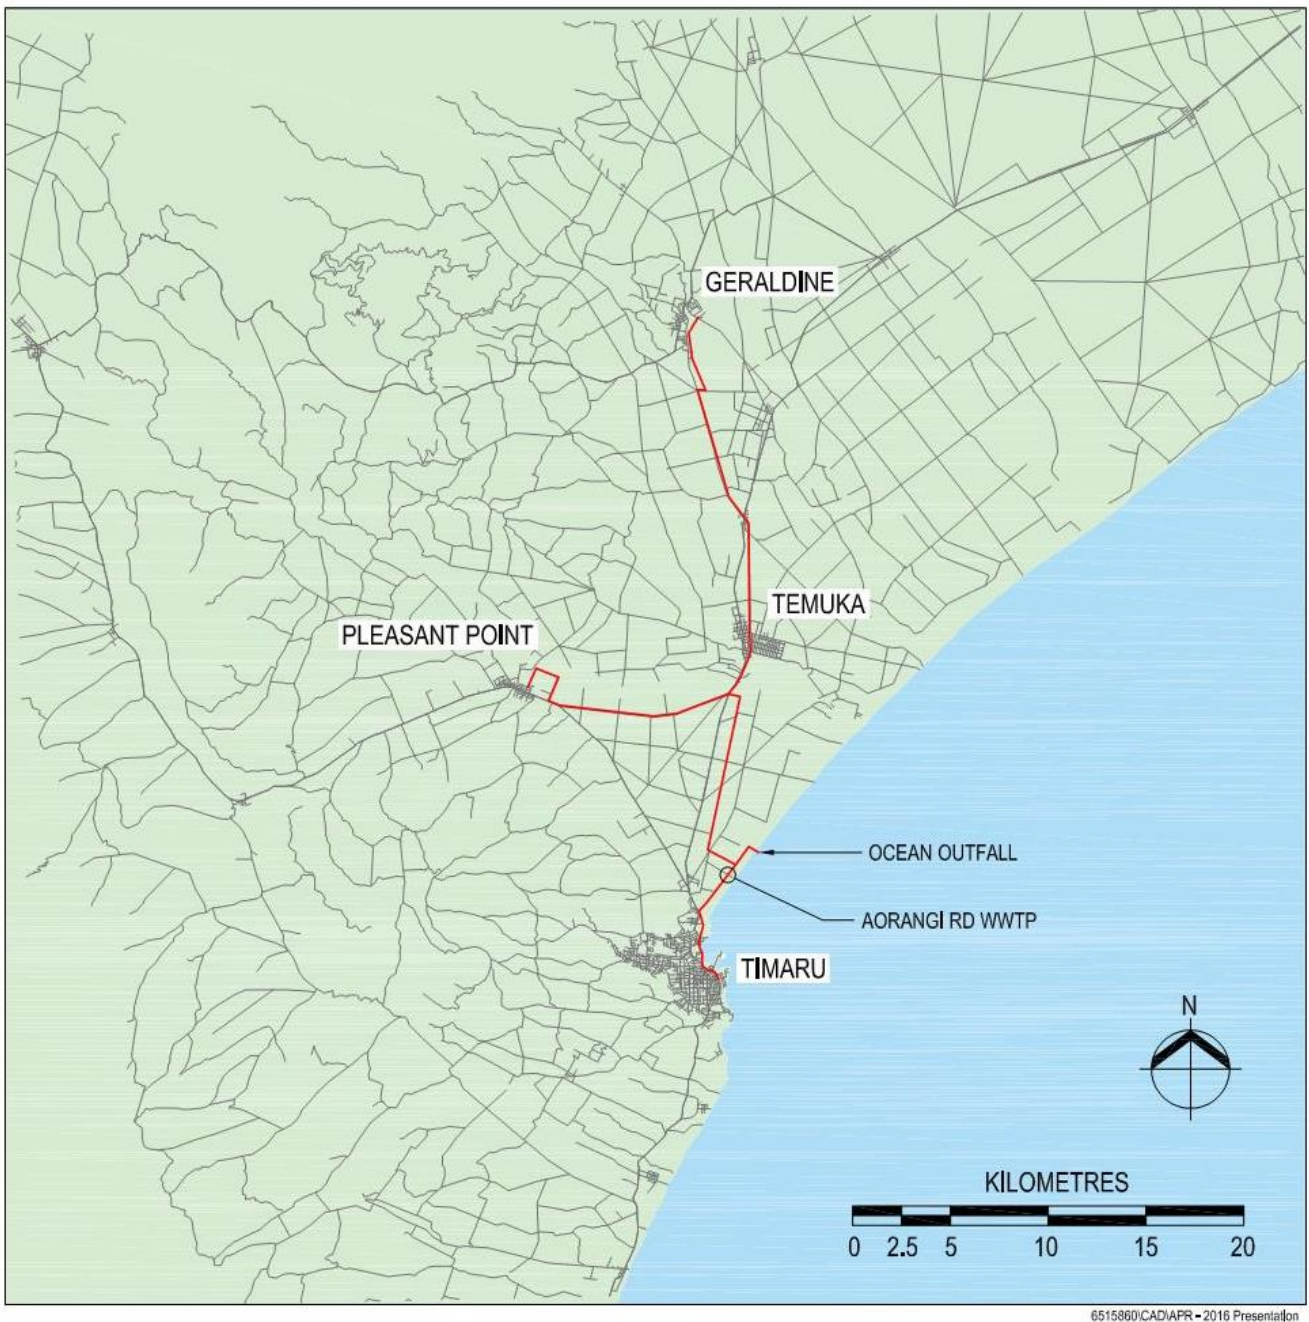 GERALDINE
TEMUKA
PLEASANT POINT
OCEAN OUTFALL
AORANGI RD WWTP
TIMARU
N
KILOMETRES
0 2.5 5 10 15 20
6515860\CAD\APR - 2016 Presentation